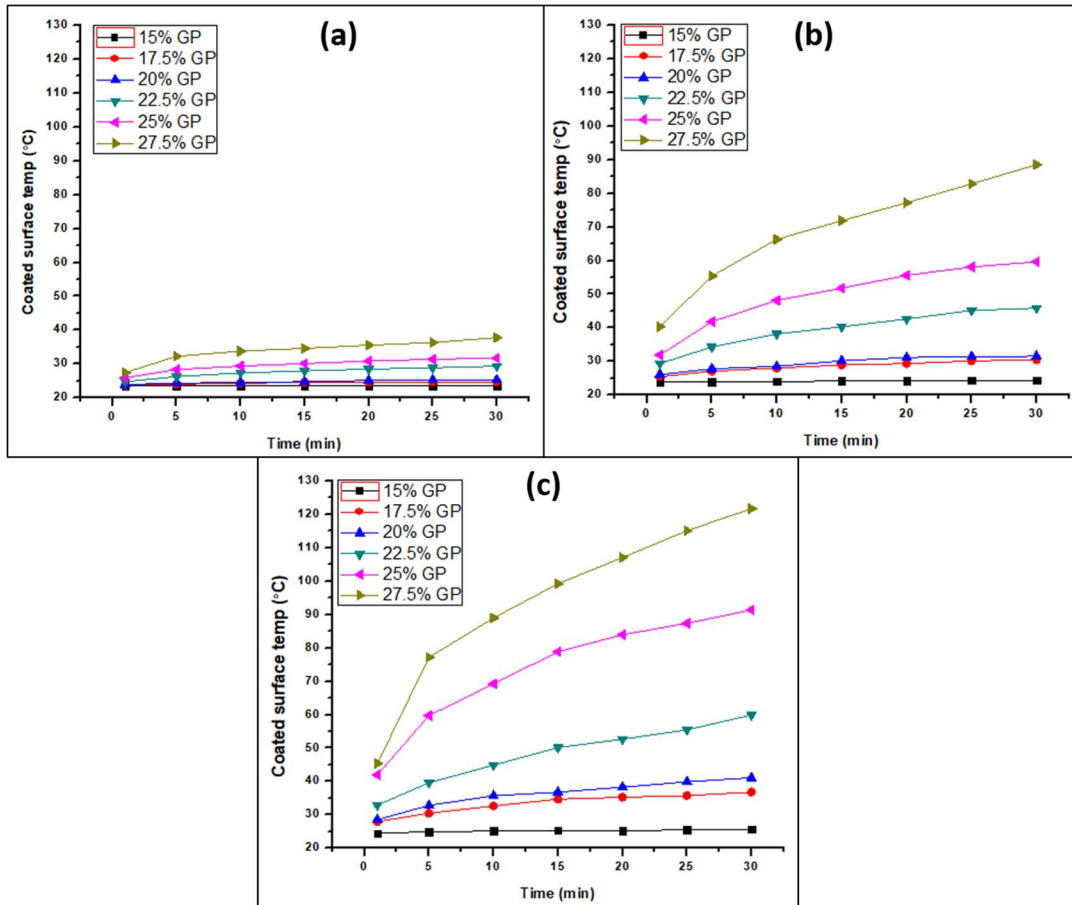 (a)
15% GP
17.5% GP
20% GP
22.5% GP
25% GP
27.5% GP
Coated surface temp (°C)
130
120
110
100
90
80
70
60
50
40
30
20
0 5 10 15 20 25 30
Time (min)
(b)
15% GP
17.5% GP
20% GP
22.5% GP
25% GP
27.5% GP
Coated surface temp (°C)
130
120
110
100
90
80
70
60
50
40
30
20
0 5 10 15 20 25 30
Time (min)
(c)
15% GP
17.5% GP
20% GP
22.5% GP
25% GP
27.5% GP
Coated surface temp (°C)
130
120
110
100
90
80
70
60
50
40
30
20
0 5 10 15 20 25 30
Time (min)